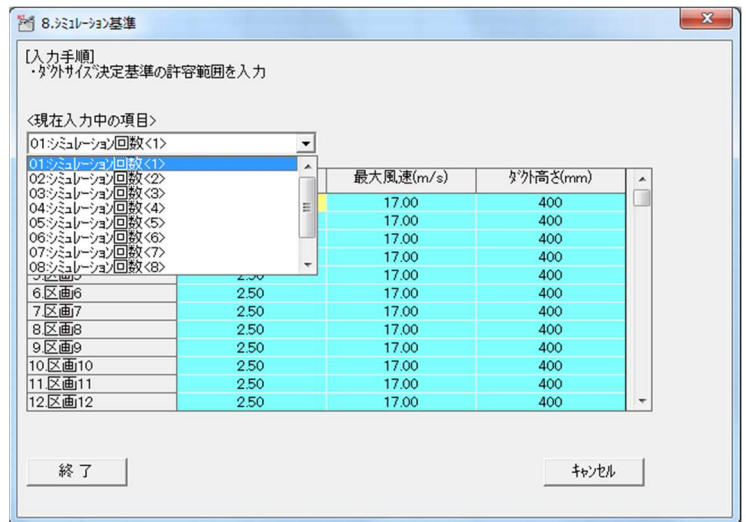 8.ｼﾐｭﾚｰｼｮﾝ基準
[入力手順]
・ﾀﾞｸﾄｻｲｽﾞ決定基準の許容範囲を入力
<現在入力中の項目>
01:ｼﾐｭﾚｰｼｮﾝ回数<1>
01:ｼﾐｭﾚｰｼｮﾝ回数<1>
02:ｼﾐｭﾚｰｼｮﾝ回数<2>
03:ｼﾐｭﾚｰｼｮﾝ回数<3>
04:ｼﾐｭﾚｰｼｮﾝ回数<4>
05:ｼﾐｭﾚｰｼｮﾝ回数<5>
06:ｼﾐｭﾚｰｼｮﾝ回数<6>
07:ｼﾐｭﾚｰｼｮﾝ回数<7>
08:ｼﾐｭﾚｰｼｮﾝ回数<8>
最大風速(m/s) ﾀﾞｸﾄ高さ(mm)
17.00 400
17.00 400
17.00 400
17.00 400
5.区画5 2.50 17.00 400
6.区画6 2.50 17.00 400
7.区画7 2.50 17.00 400
8.区画8 2.50 17.00 400
9.区画9 2.50 17.00 400
10.区画10 2.50 17.00 400
11.区画11 2.50 17.00 400
12.区画12 2.50 17.00 400
終了 ｷｬﾝｾﾙ